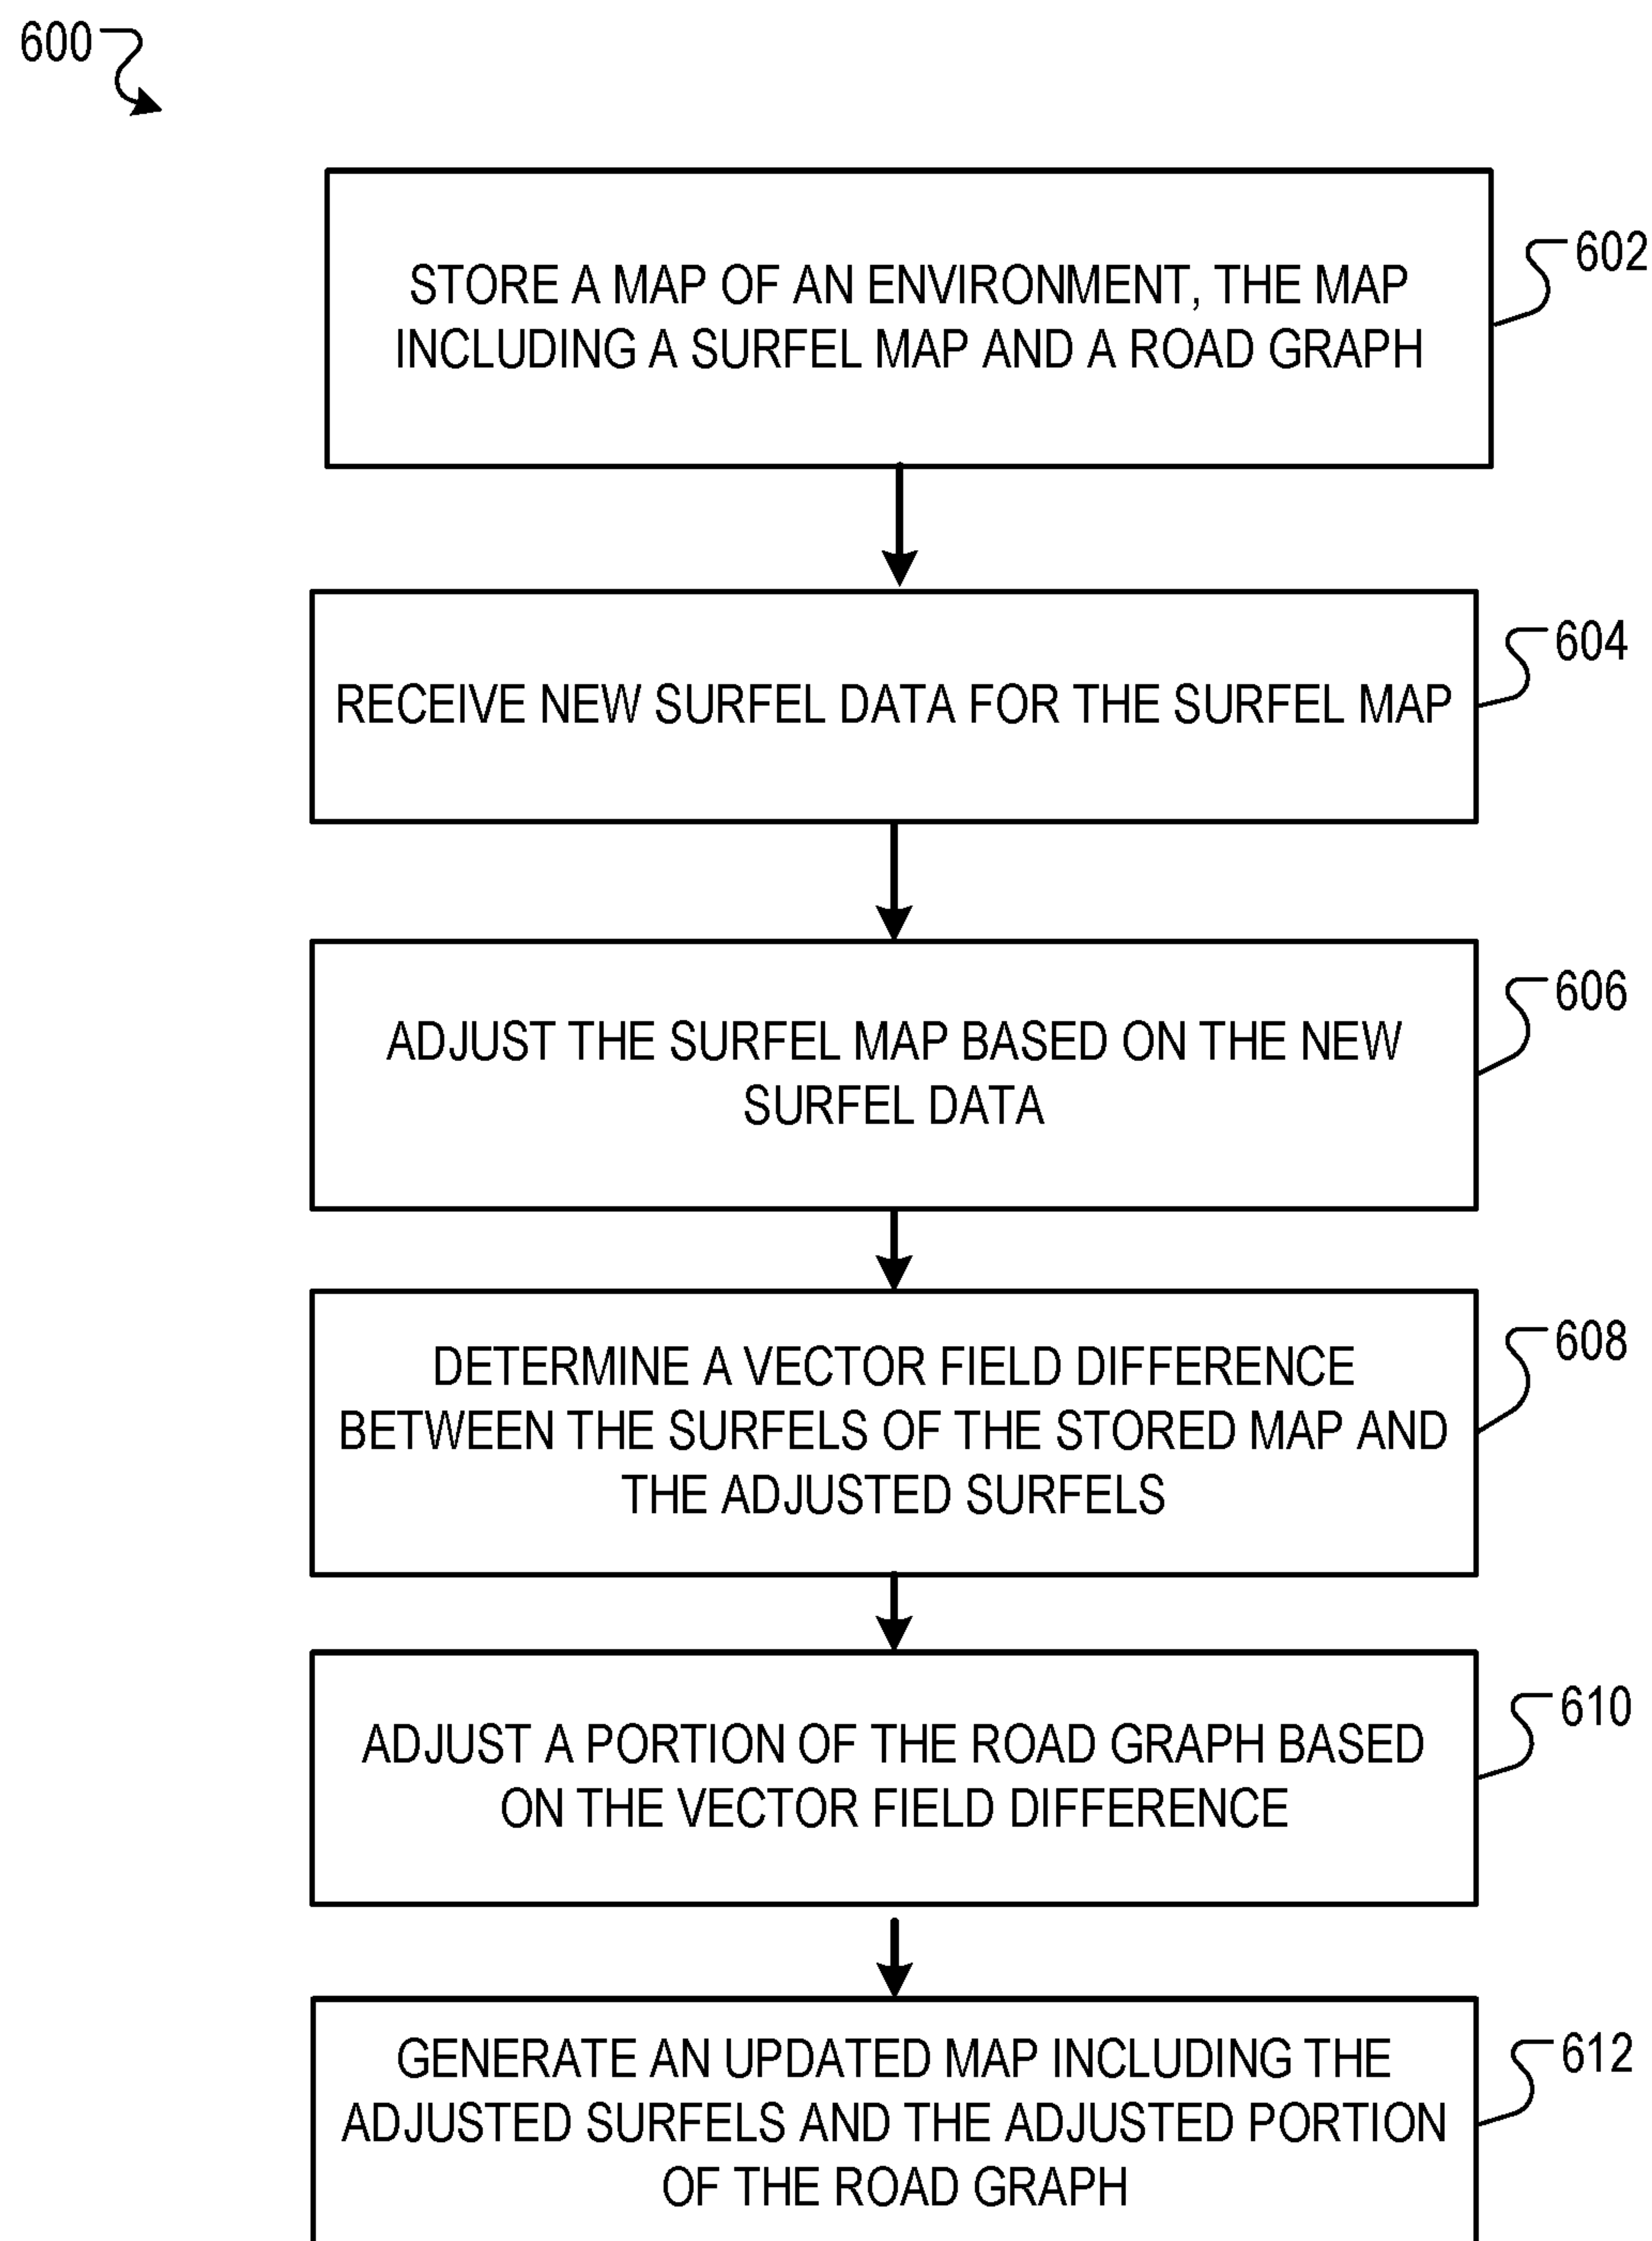 600
STORE A MAP OF AN ENVIRONMENT, THE MAP
INCLUDING A SURFEL MAP AND A ROAD GRAPH
602
RECEIVE NEW SURFEL DATA FOR THE SURFEL MAP
604
ADJUST THE SURFEL MAP BASED ON THE NEW
SURFEL DATA
606
DETERMINE A VECTOR FIELD DIFFERENCE
BETWEEN THE SURFELS OF THE STORED MAP AND
THE ADJUSTED SURFELS
608
ADJUST A PORTION OF THE ROAD GRAPH BASED
ON THE VECTOR FIELD DIFFERENCE
610
GENERATE AN UPDATED MAP INCLUDING THE
ADJUSTED SURFELS AND THE ADJUSTED PORTION
OF THE ROAD GRAPH
612